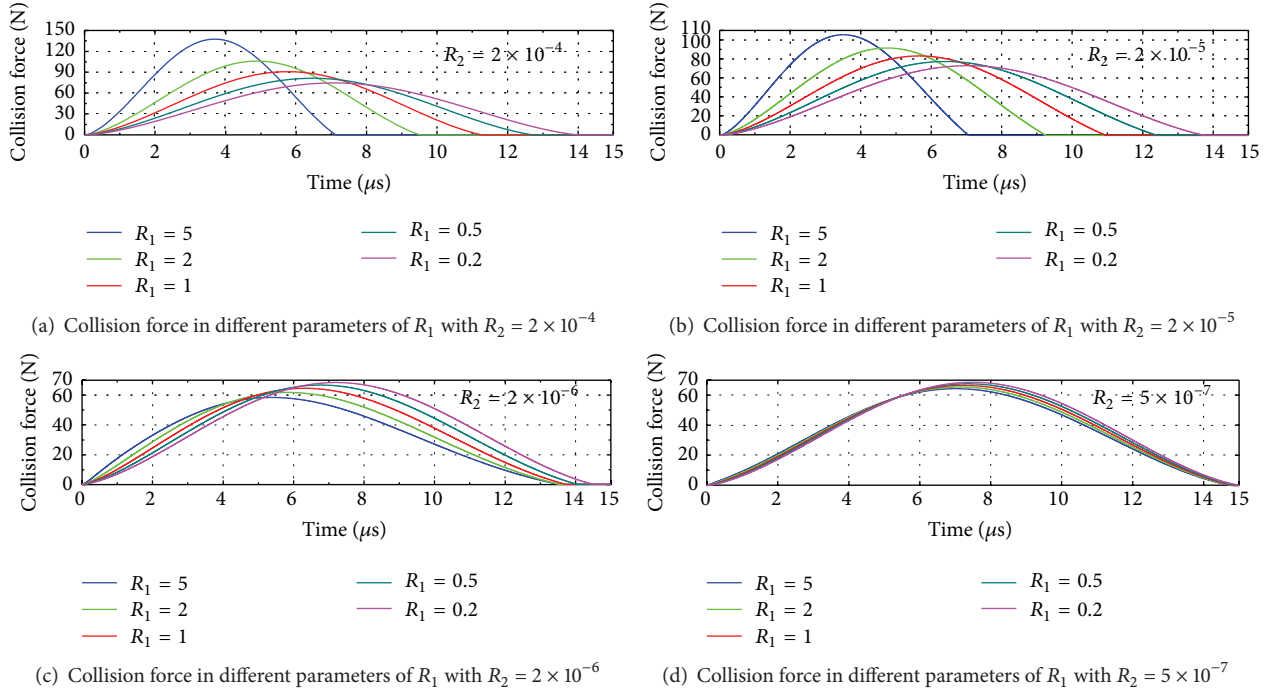 Collision force (N)
150
120
90
60
30
0
R₂ = 2 × 10⁻⁴
0 2 4 6 8 10 12 14 15
Time (μs)
R₁ = 5
R₁ = 2
R₁ = 1
R₁ = 0.5
R₁ = 0.2
(a) Collision force in different parameters of R₁ with R₂ = 2 × 10⁻⁴
Collision force (N)
110
100
80
60
40
20
0
R₂ = 2 × 10⁻⁵
0 2 4 6 8 10 12 14 15
Time (μs)
R₁ = 5
R₁ = 2
R₁ = 1
R₁ = 0.5
R₁ = 0.2
(b) Collision force in different parameters of R₁ with R₂ = 2 × 10⁻⁵
Collision force (N)
70
60
40
20
0
R₂ = 2 × 10⁻⁶
0 2 4 6 8 10 12 14 15
Time (μs)
R₁ = 5
R₁ = 2
R₁ = 1
R₁ = 0.5
R₁ = 0.2
(c) Collision force in different parameters of R₁ with R₂ = 2 × 10⁻⁶
Collision force (N)
70
60
40
20
0
R₂ = 5 × 10⁻⁷
0 2 4 6 8 10 12 14 15
Time (μs)
R₁ = 5
R₁ = 2
R₁ = 1
R₁ = 0.5
R₁ = 0.2
(d) Collision force in different parameters of R₁ with R₂ = 5 × 10⁻⁷